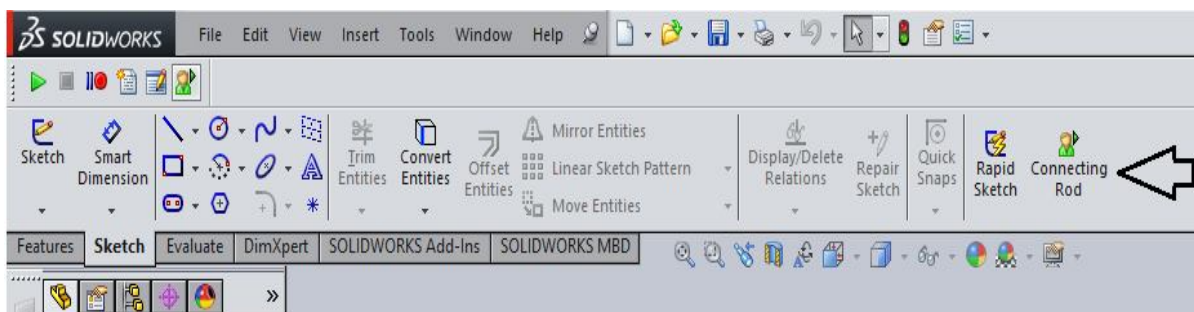 SOLIDWORKS File Edit View Insert Tools Window Help
Sketch
Smart
Dimension
Trim
Entities
Convert
Entities
Offset
Entities
Mirror Entities
Linear Sketch Pattern
Move Entities
Display/Delete
Relations
Repair
Sketch
Quick
Snaps
Rapid
Sketch
Connecting
Rod
Features Sketch Evaluate DimXpert SOLIDWORKS Add-Ins SOLIDWORKS MBD
»